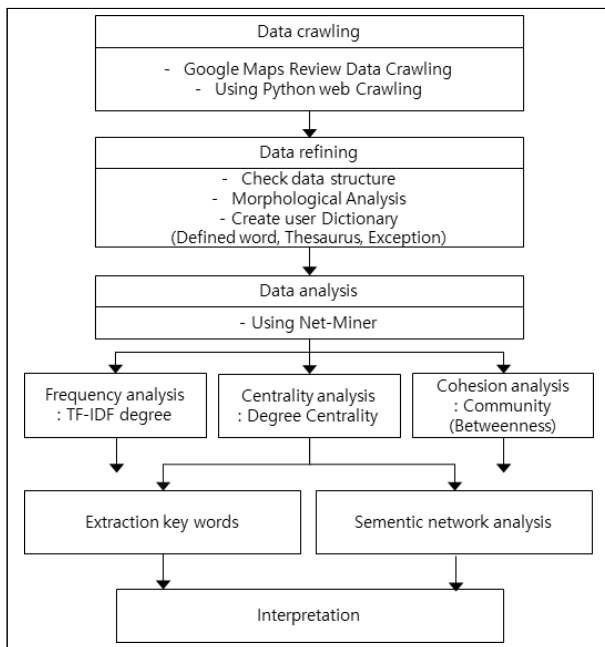 Data crawling
- Google Maps Review Data Crawling
- Using Python web Crawling
Data refining
- Check data structure
- Morphological Analysis
- Create user Dictionary
(Defined word, Thesaurus, Exception)
Data analysis
- Using Net-Miner
Frequency analysis
: TF-IDF degree
Centrality analysis
: Degree Centrality
Cohesion analysis
: Community
(Betweenness)
Extraction key words
Sementic network analysis
Interpretation